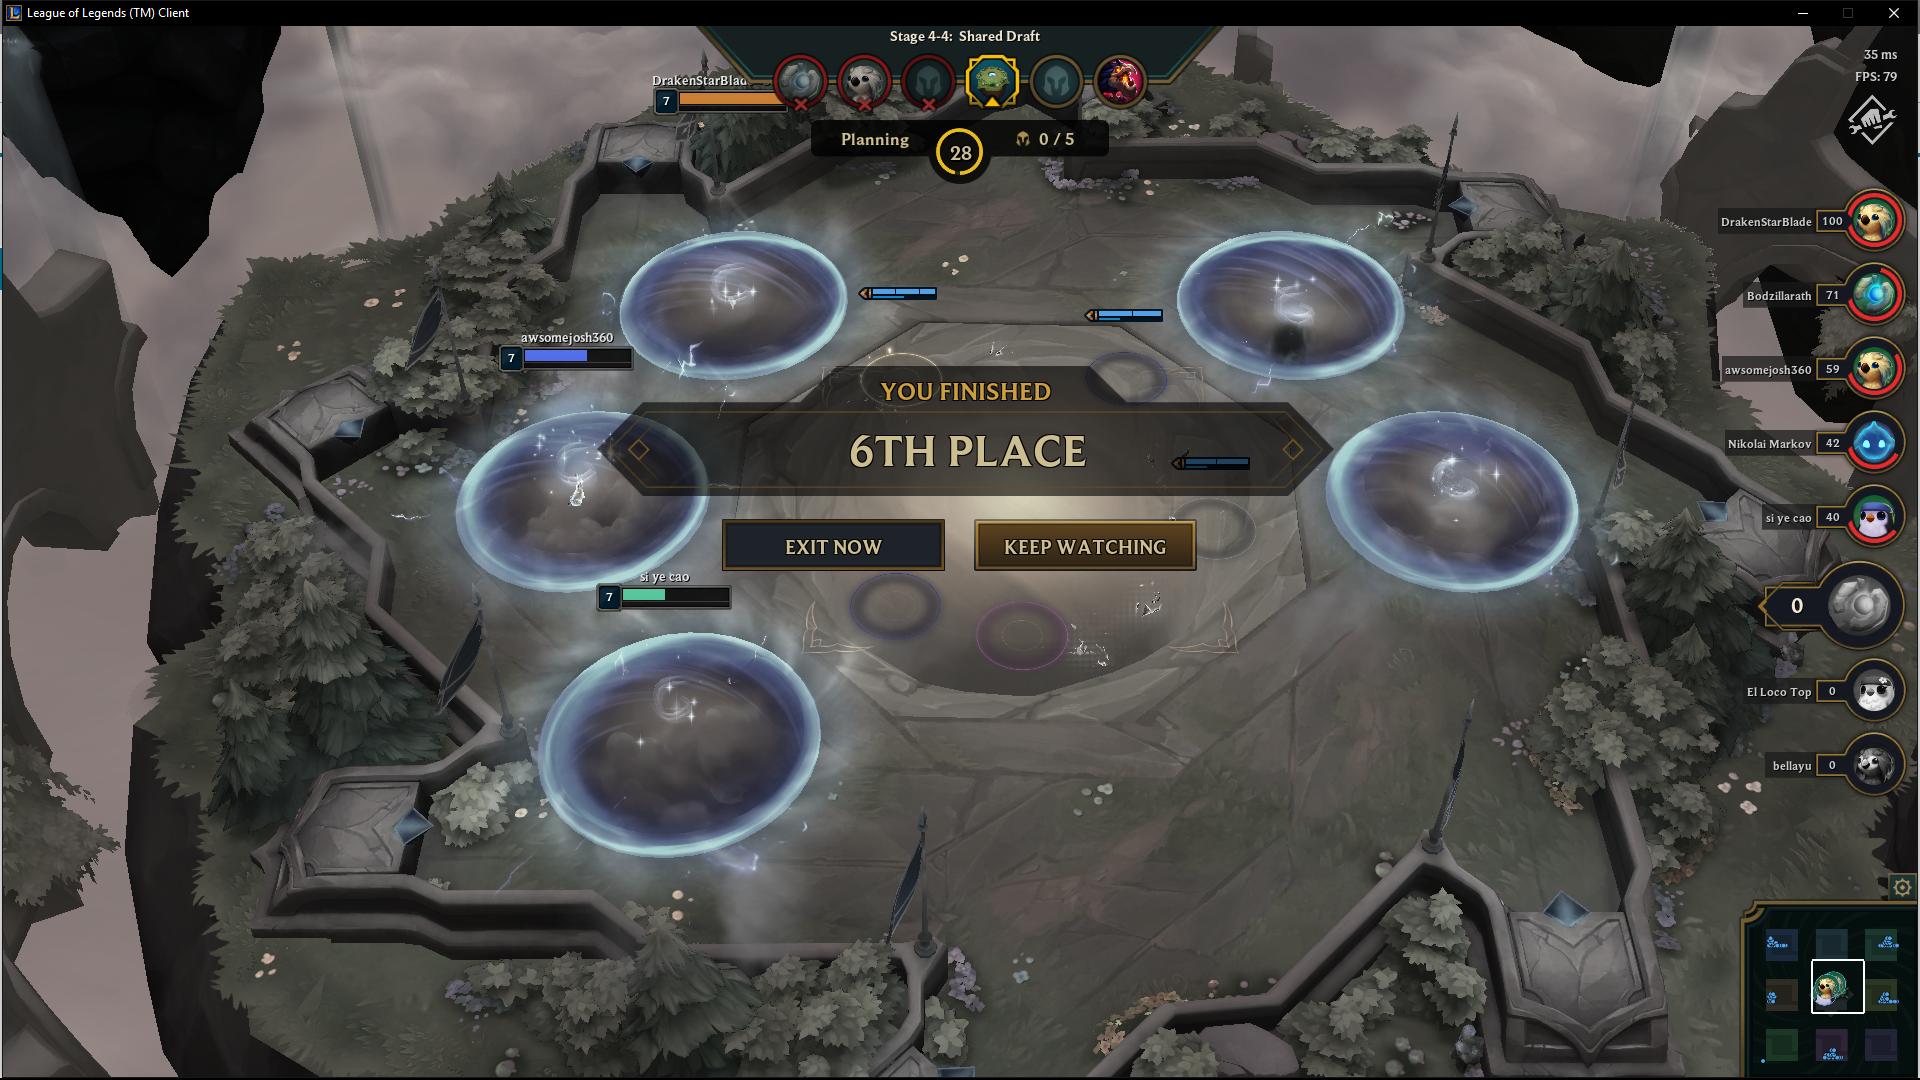 League of Legends (TM) Client
Stage 4-4: Shared Draft
35 ms
FPS: 79
DrakenStarBlad
7
Planning
28
0 / 5
DrakenStarBlade 100
Bodzillarath 71
awsomejosh360
7
awsomejosh360 59
YOU FINISHED
6TH PLACE
Nikolai Markov 42
si ye cao 40
EXIT NOW
KEEP WATCHING
si ye cao
7
0
El Loco Top 0
bellayu 0